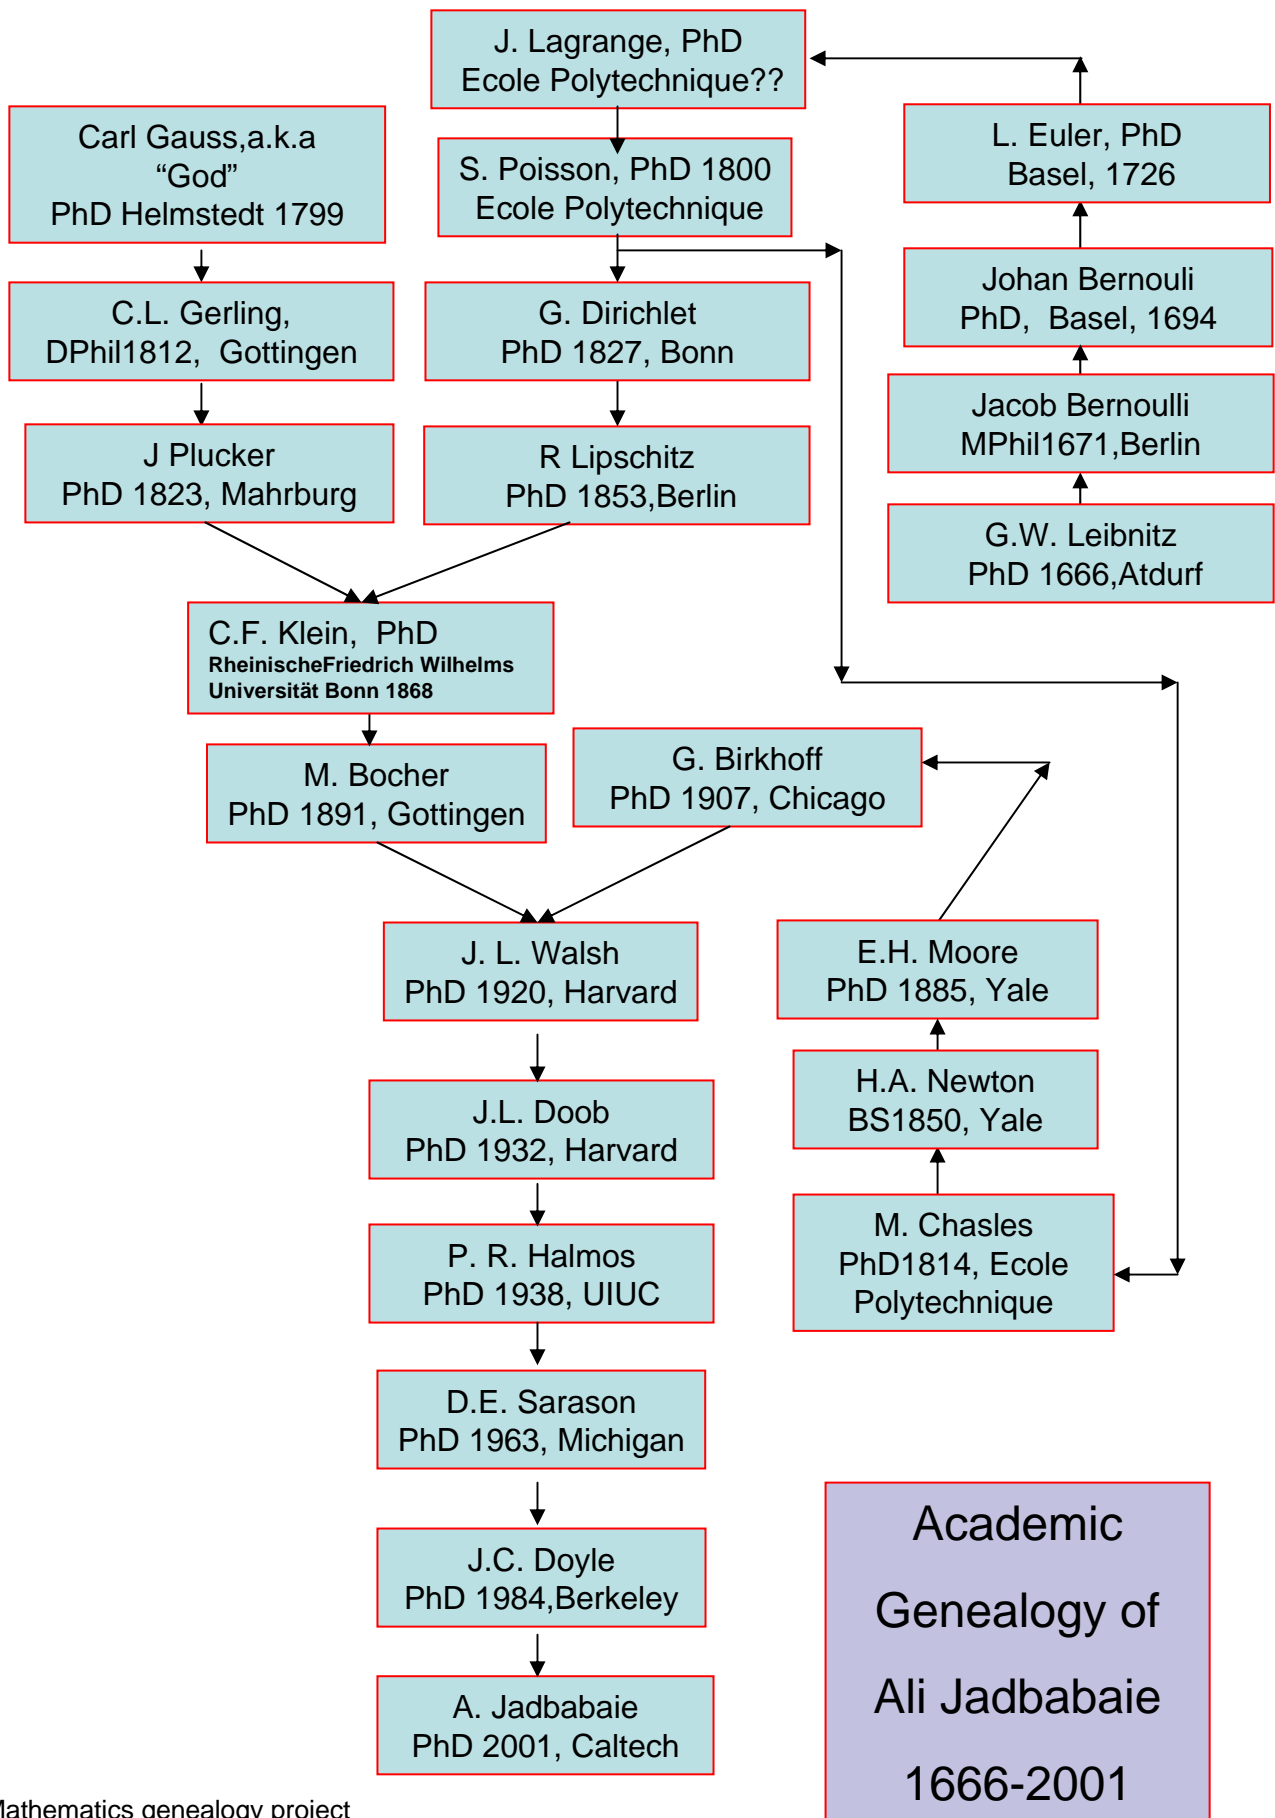 J. Lagrange, PhD
Ecole Polytechnique??
Carl Gauss,a.k.a
“God”
PhD Helmstedt 1799
S. Poisson, PhD 1800
Ecole Polytechnique
L. Euler, PhD
Basel, 1726
C.L. Gerling,
DPhil1812, Gottingen
G. Dirichlet
PhD 1827, Bonn
Johan Bernouli
PhD, Basel, 1694
J Plucker
PhD 1823, Mahrburg
R Lipschitz
PhD 1853,Berlin
Jacob Bernoulli
MPhil1671,Berlin
G.W. Leibnitz
PhD 1666,Atdurf
C.F. Klein, PhD
RheinischeFriedrich Wilhelms
Universität Bonn 1868
M. Bocher
PhD 1891, Gottingen
G. Birkhoff
PhD 1907, Chicago
J. L. Walsh
PhD 1920, Harvard
E.H. Moore
PhD 1885, Yale
J.L. Doob
PhD 1932, Harvard
H.A. Newton
BS1850, Yale
P. R. Halmos
PhD 1938, UIUC
M. Chasles
PhD1814, Ecole
Polytechnique
D.E. Sarason
PhD 1963, Michigan
J.C. Doyle
PhD 1984,Berkeley
A. Jadbabaie
PhD 2001, Caltech
Academic
Genealogy of
Ali Jadbabaie
1666-2001
Mathematics genealogy project